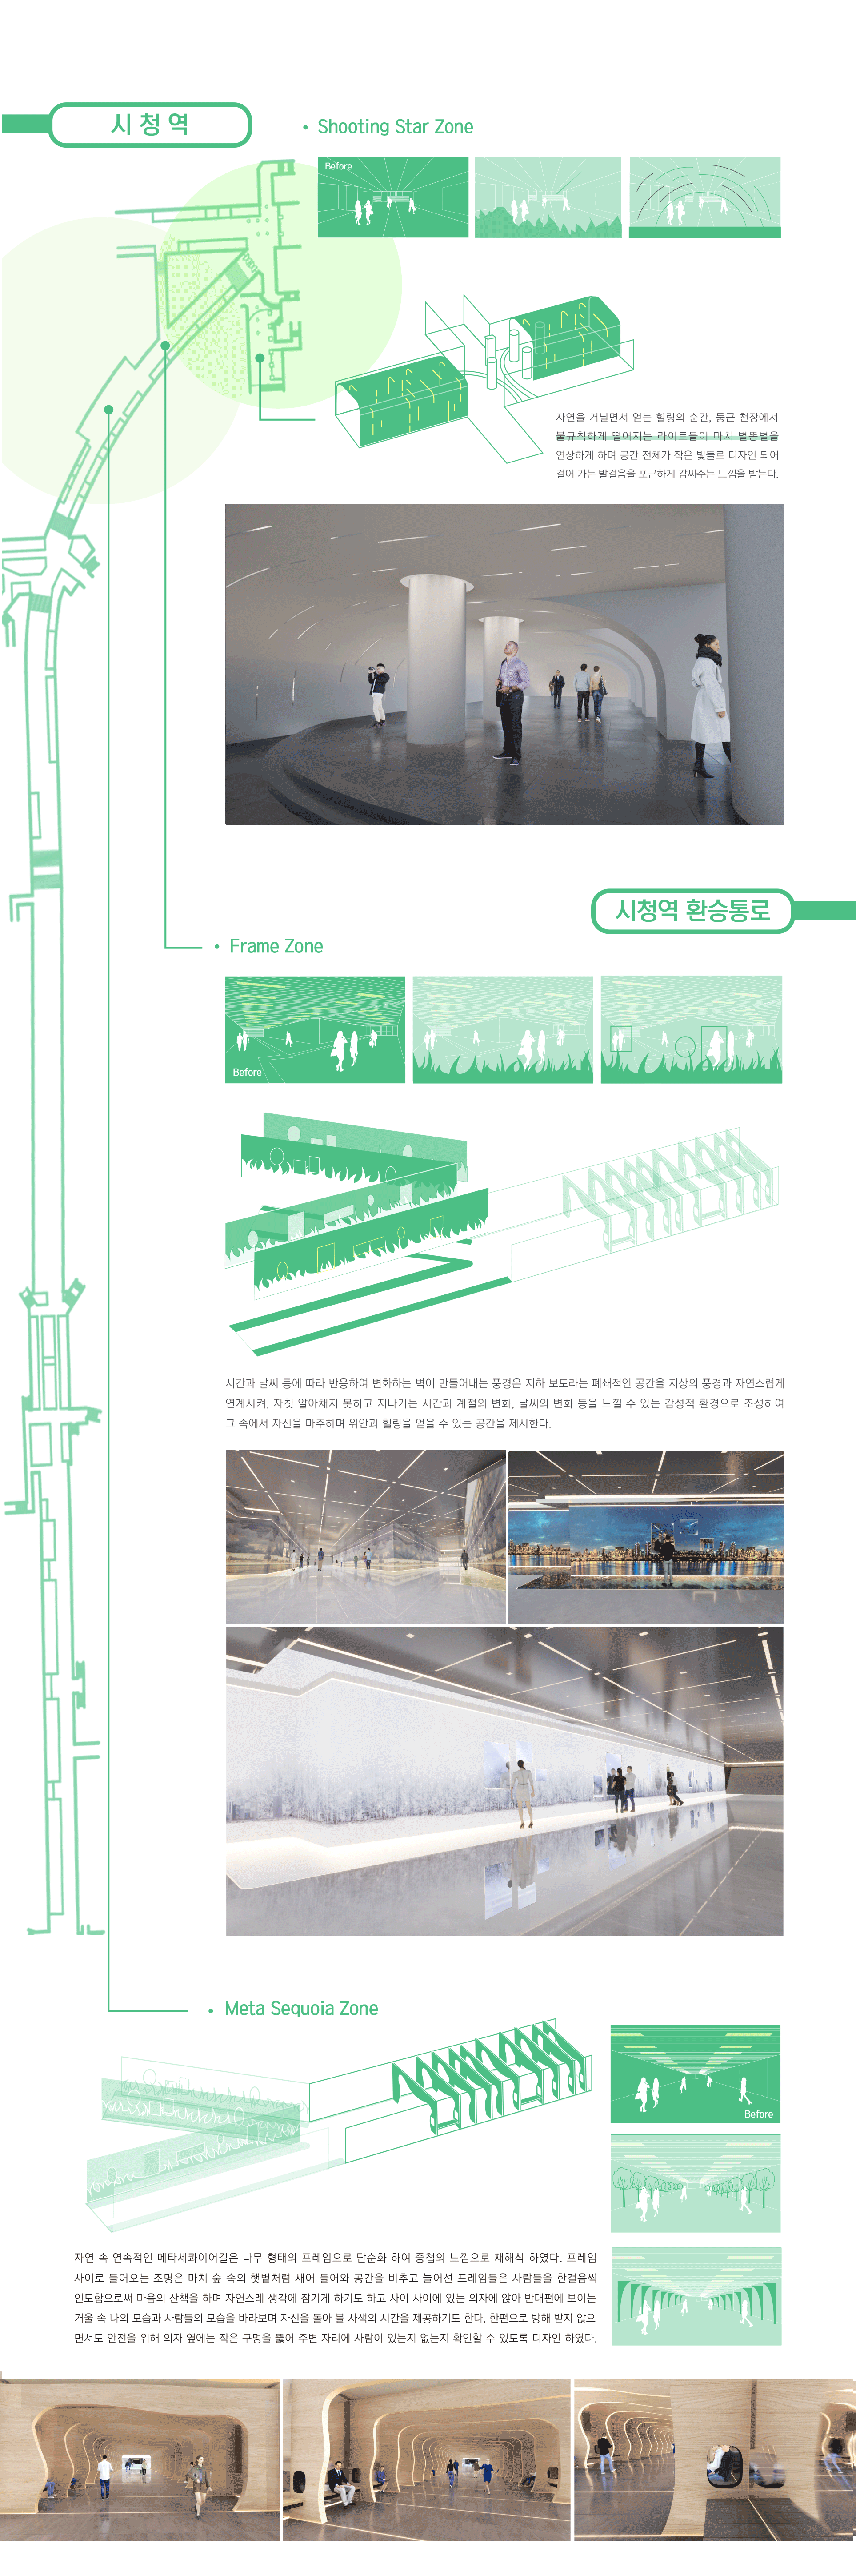 시청역
• Shooting Star Zone
Before
자연을 거닐면서 얻는 힐링의 순간, 둥근 천장에서
불규칙하게 떨어지는 라이트들이 마치 별똥별을
연상하게 하며 공간 전체가 작은 빛들로 디자인 되어
걸어 가는 발걸음을 포근하게 감싸주는 느낌을 받는다.
시청역 환승통로
• Frame Zone
Before
시간과 날씨 등에 따라 반응하여 변화하는 벽이 만들어내는 풍경은 지하 보도라는 폐쇄적인 공간을 지상의 풍경과 자연스럽게
연계시켜, 자칫 알아채지 못하고 지나가는 시간과 계절의 변화, 날씨의 변화 등을 느낄 수 있는 감성적 환경으로 조성하여
그 속에서 자신을 마주하며 위안과 힐링을 얻을 수 있는 공간을 제시한다.
• Meta Sequoia Zone
Before
자연 속 연속적인 메타세콰이어길은 나무 형태의 프레임으로 단순화 하여 중첩의 느낌으로 재해석 하였다. 프레임
사이로 들어오는 조명은 마치 숲 속의 햇볕처럼 새어 들어와 공간을 비추고 늘어선 프레임들은 사람들을 한걸음씩
인도함으로써 마음의 산책을 하며 자연스레 생각에 잠기게 하기도 하고 사이 사이에 있는 의자에 앉아 반대편에 보이는
거울 속 나의 모습과 사람들의 모습을 바라보며 자신을 돌아 볼 사색의 시간을 제공하기도 한다. 한편으로 방해 받지 않으
면서도 안전을 위해 의자 옆에는 작은 구멍을 뚫어 주변 자리에 사람이 있는지 없는지 확인할 수 있도록 디자인 하였다.